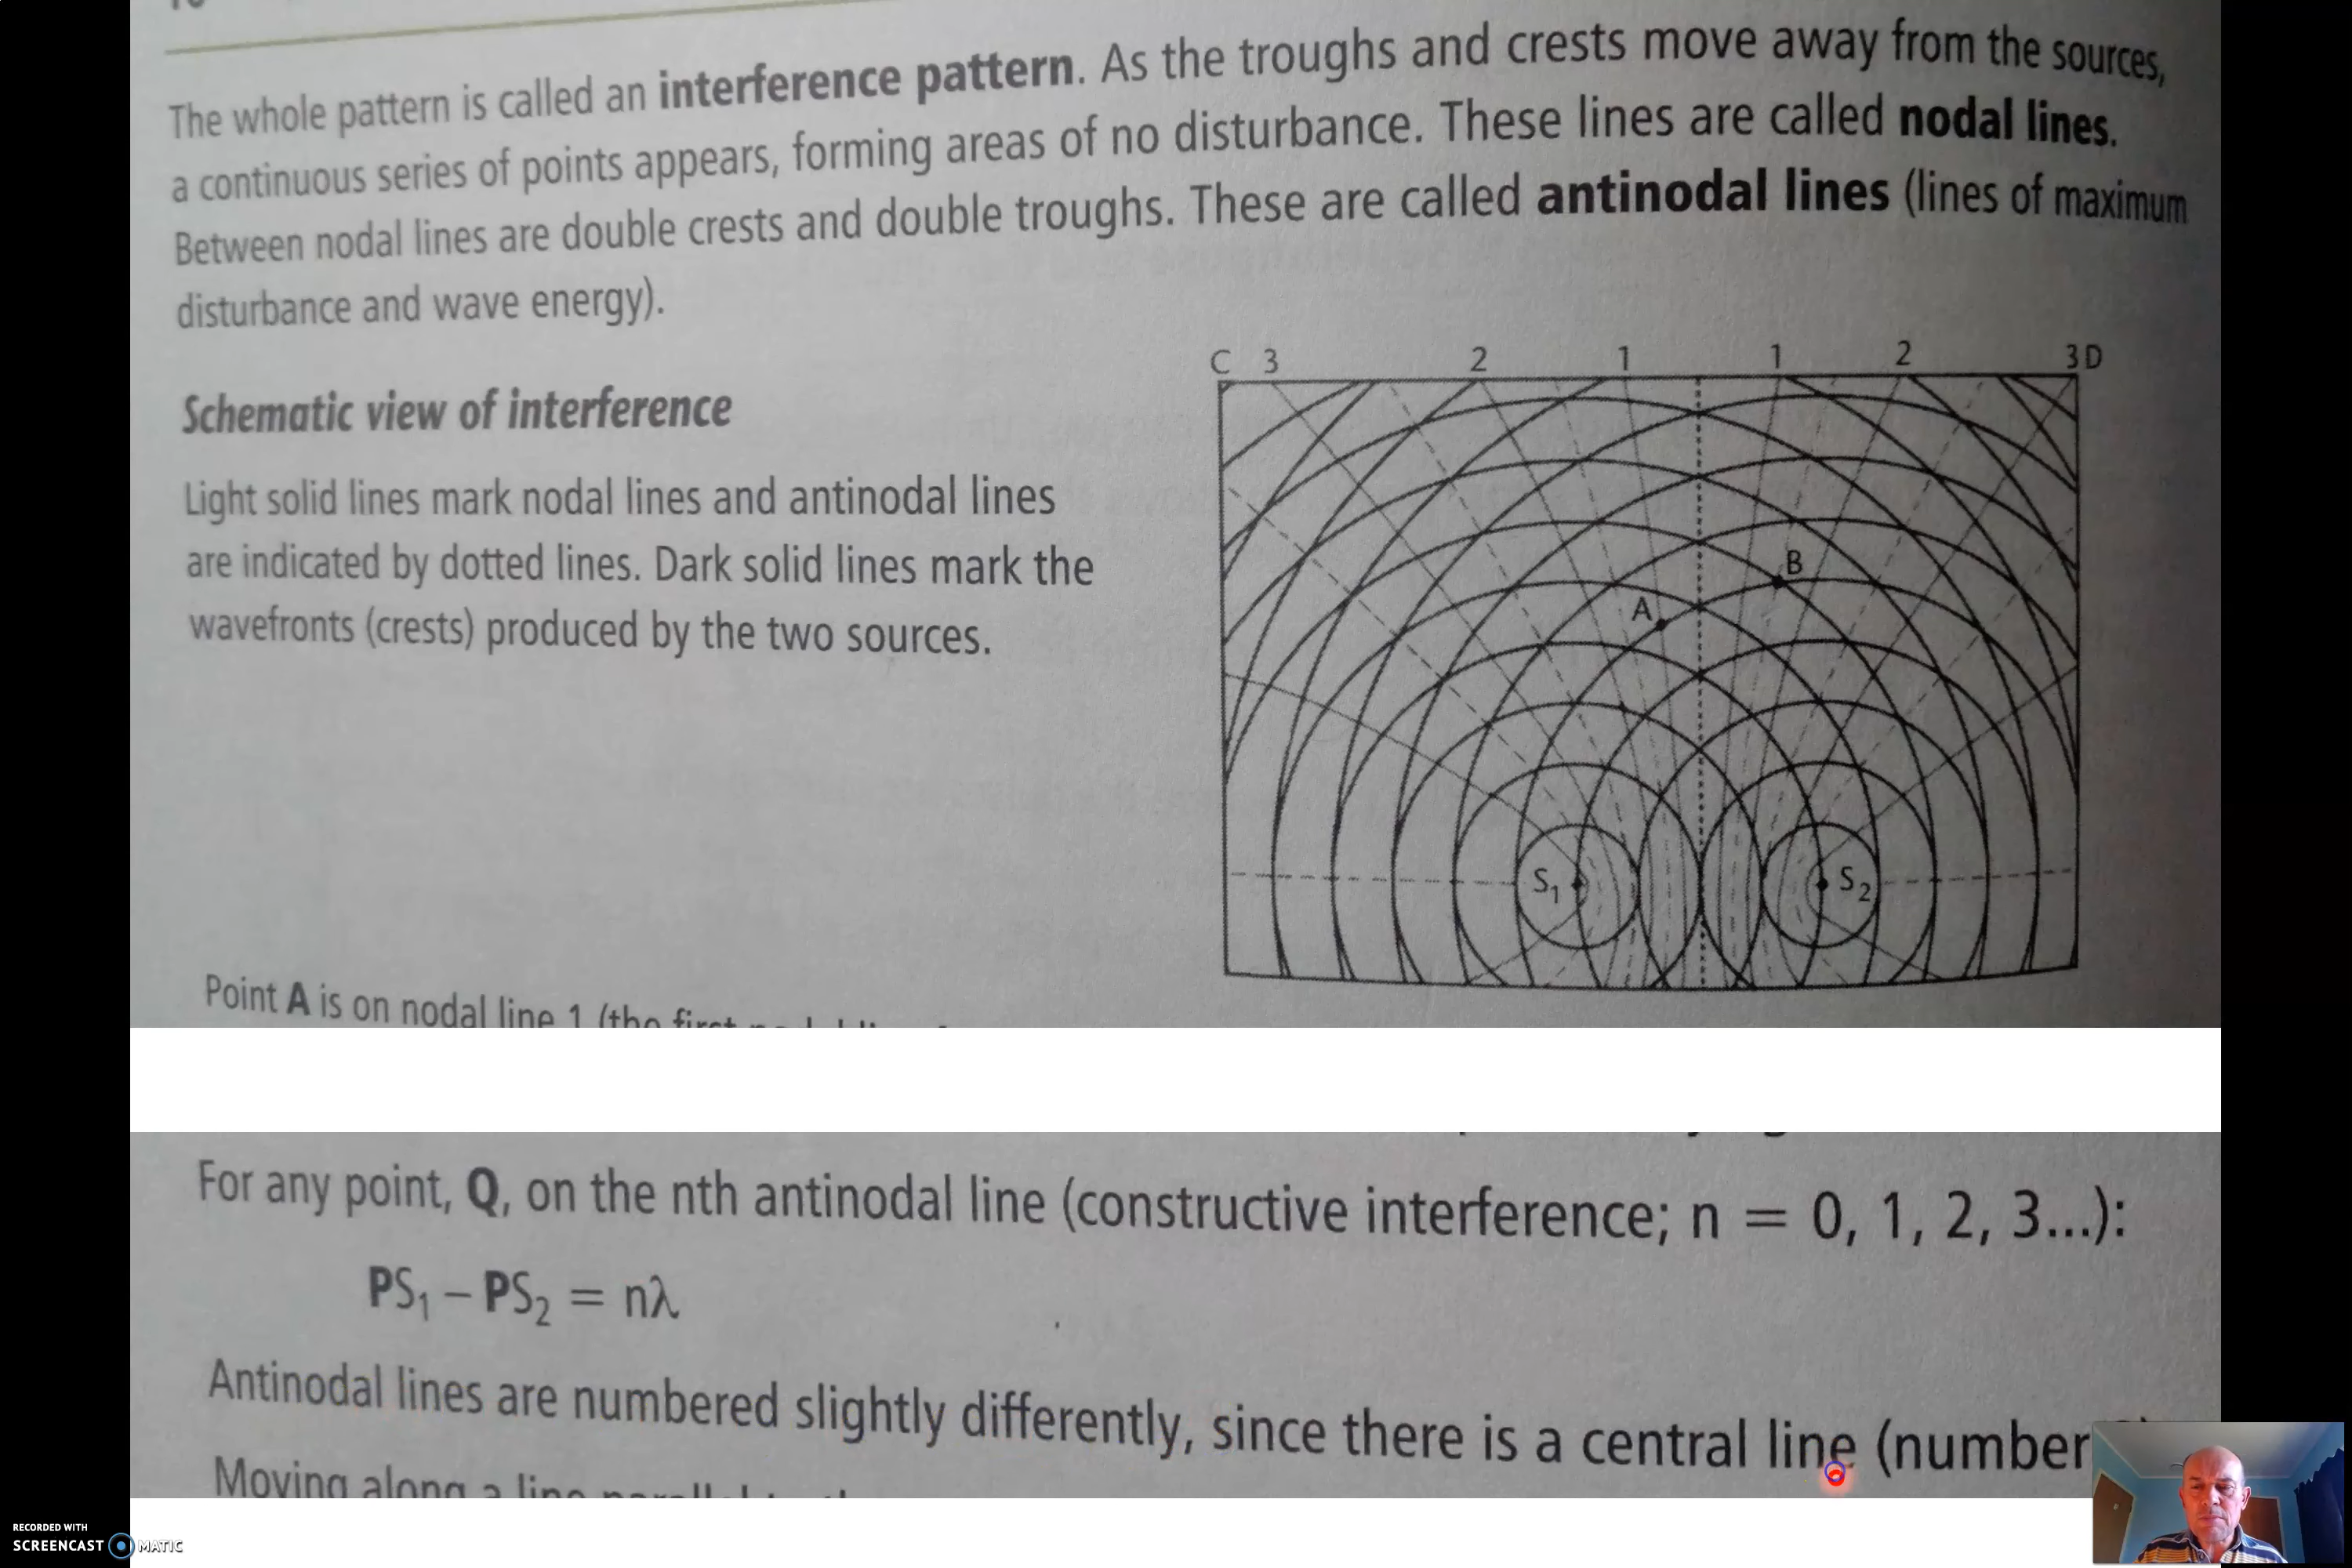 The whole pattern is called an interference pattern. As the troughs and crests move away from the sources,
a continuous series of points appears, forming areas of no disturbance. These lines are called nodal lines.
Between nodal lines are double crests and double troughs. These are called antinodal lines (lines of maximum
disturbance and wave energy).
C 3 2 1 1 2 3 D
Schematic view of interference
Light solid lines mark nodal lines and antinodal lines
are indicated by dotted lines. Dark solid lines mark the
wavefronts (crests) produced by the two sources.
B
A
S₁ S₂
Point A is on nodal line 1 (the first
For any point, Q, on the nth antinodal line (constructive interference; n = 0, 1, 2, 3...):
PS₁ – PS₂ = nλ
Antinodal lines are numbered slightly differently, since there is a central line (number
Moving along a line
RECORDED WITH
SCREENCAST MATIC